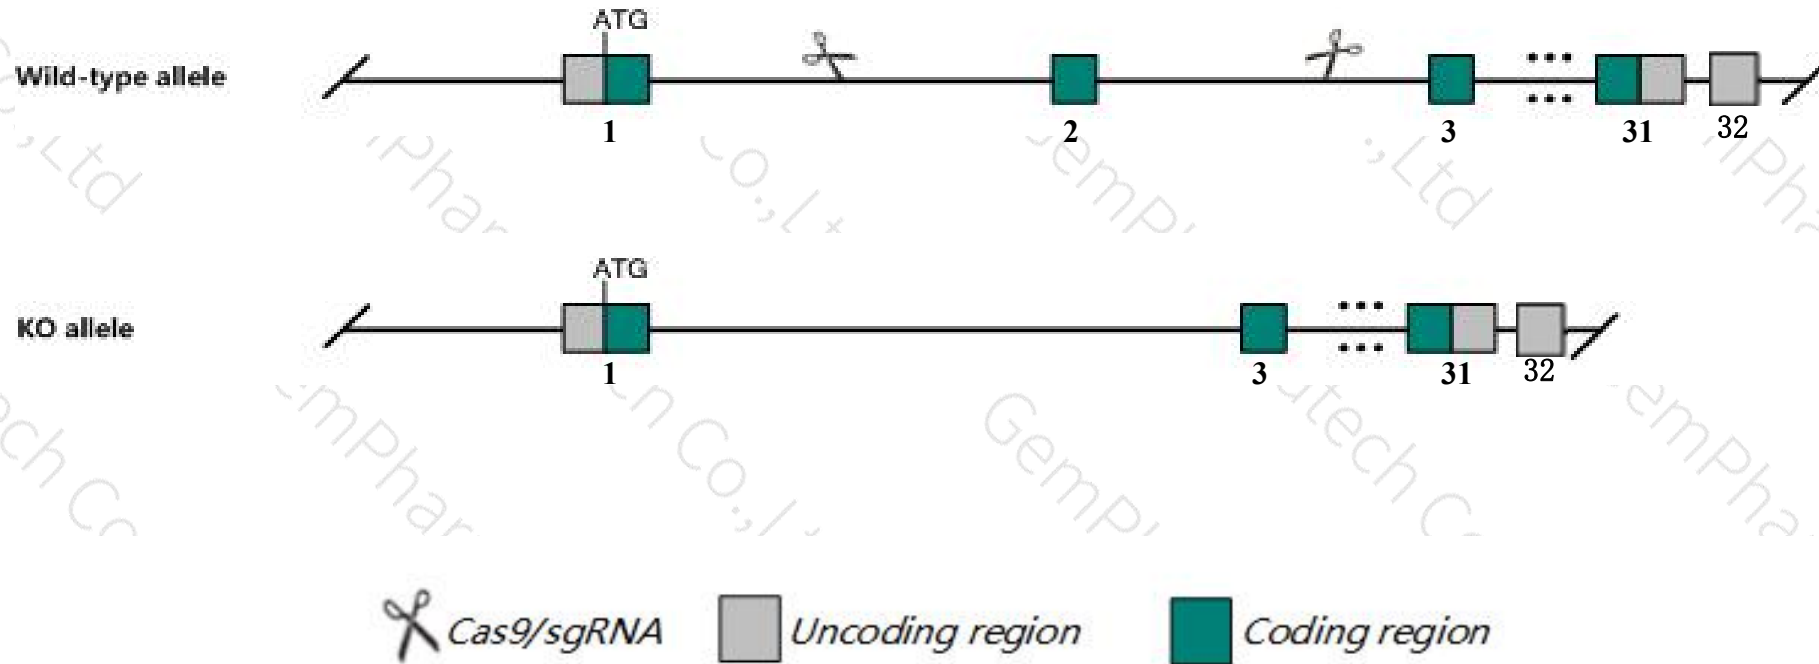 ATG
Wild-type allele
1 2 3 31 32
ATG
KO allele
1 3 31 32
Cas9/sgRNA Uncoding region Coding region